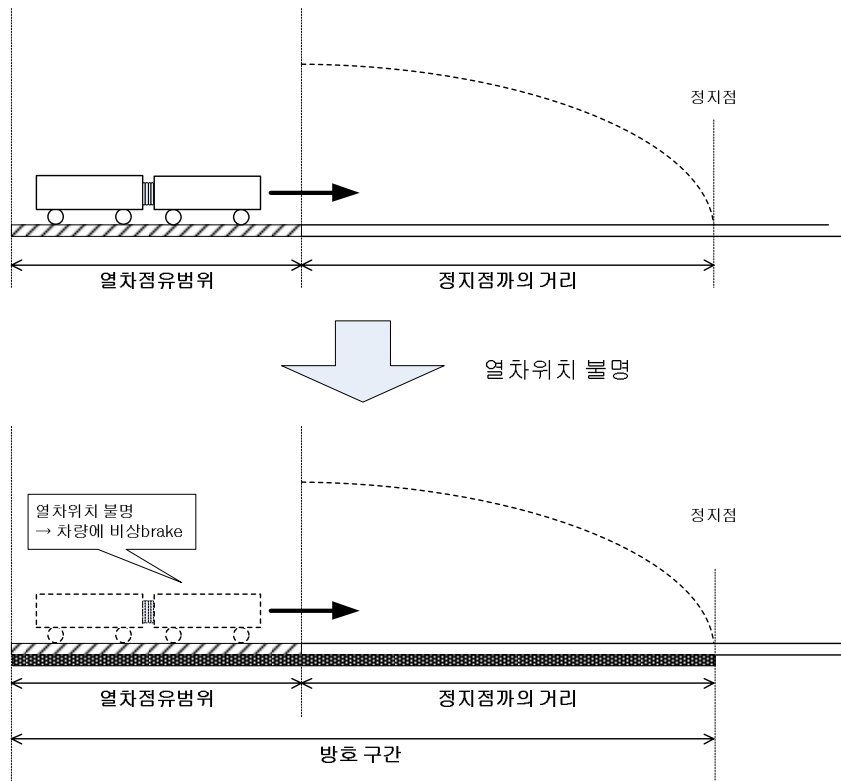 정지점
열차점유범위
정지점까의 거리
열차위치 불명
열차위치 불명
→ 차량에 비상brake
정지점
열차점유범위
정지점까의 거리
방호 구간